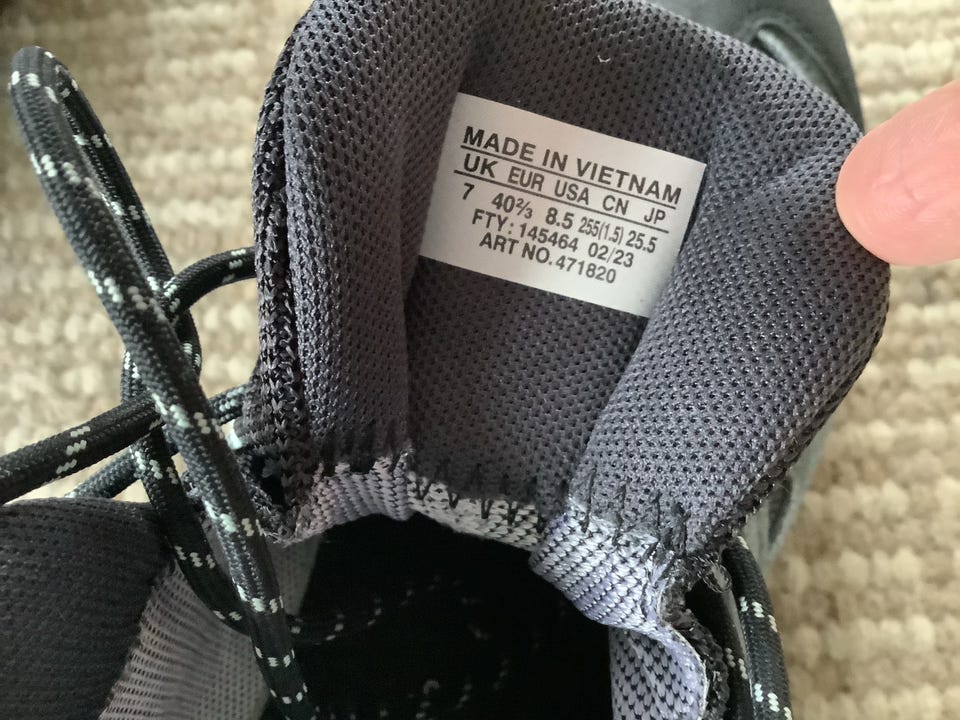 MADE IN VIETNAM
UK EUR USA CN JP
7 40⅔ 8.5 255(1.5) 25.5
FTY: 145464 02/23
ART NO. 471820